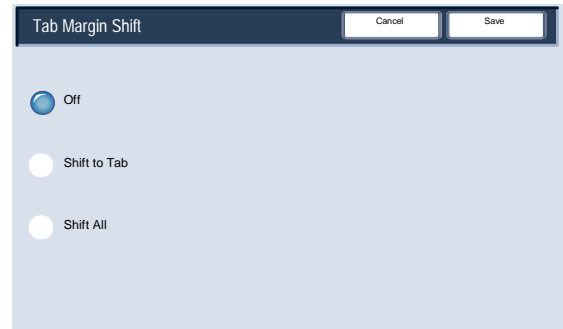 Tab Margin Shift
Cancel
Save
Off
Shift to Tab
Shift All